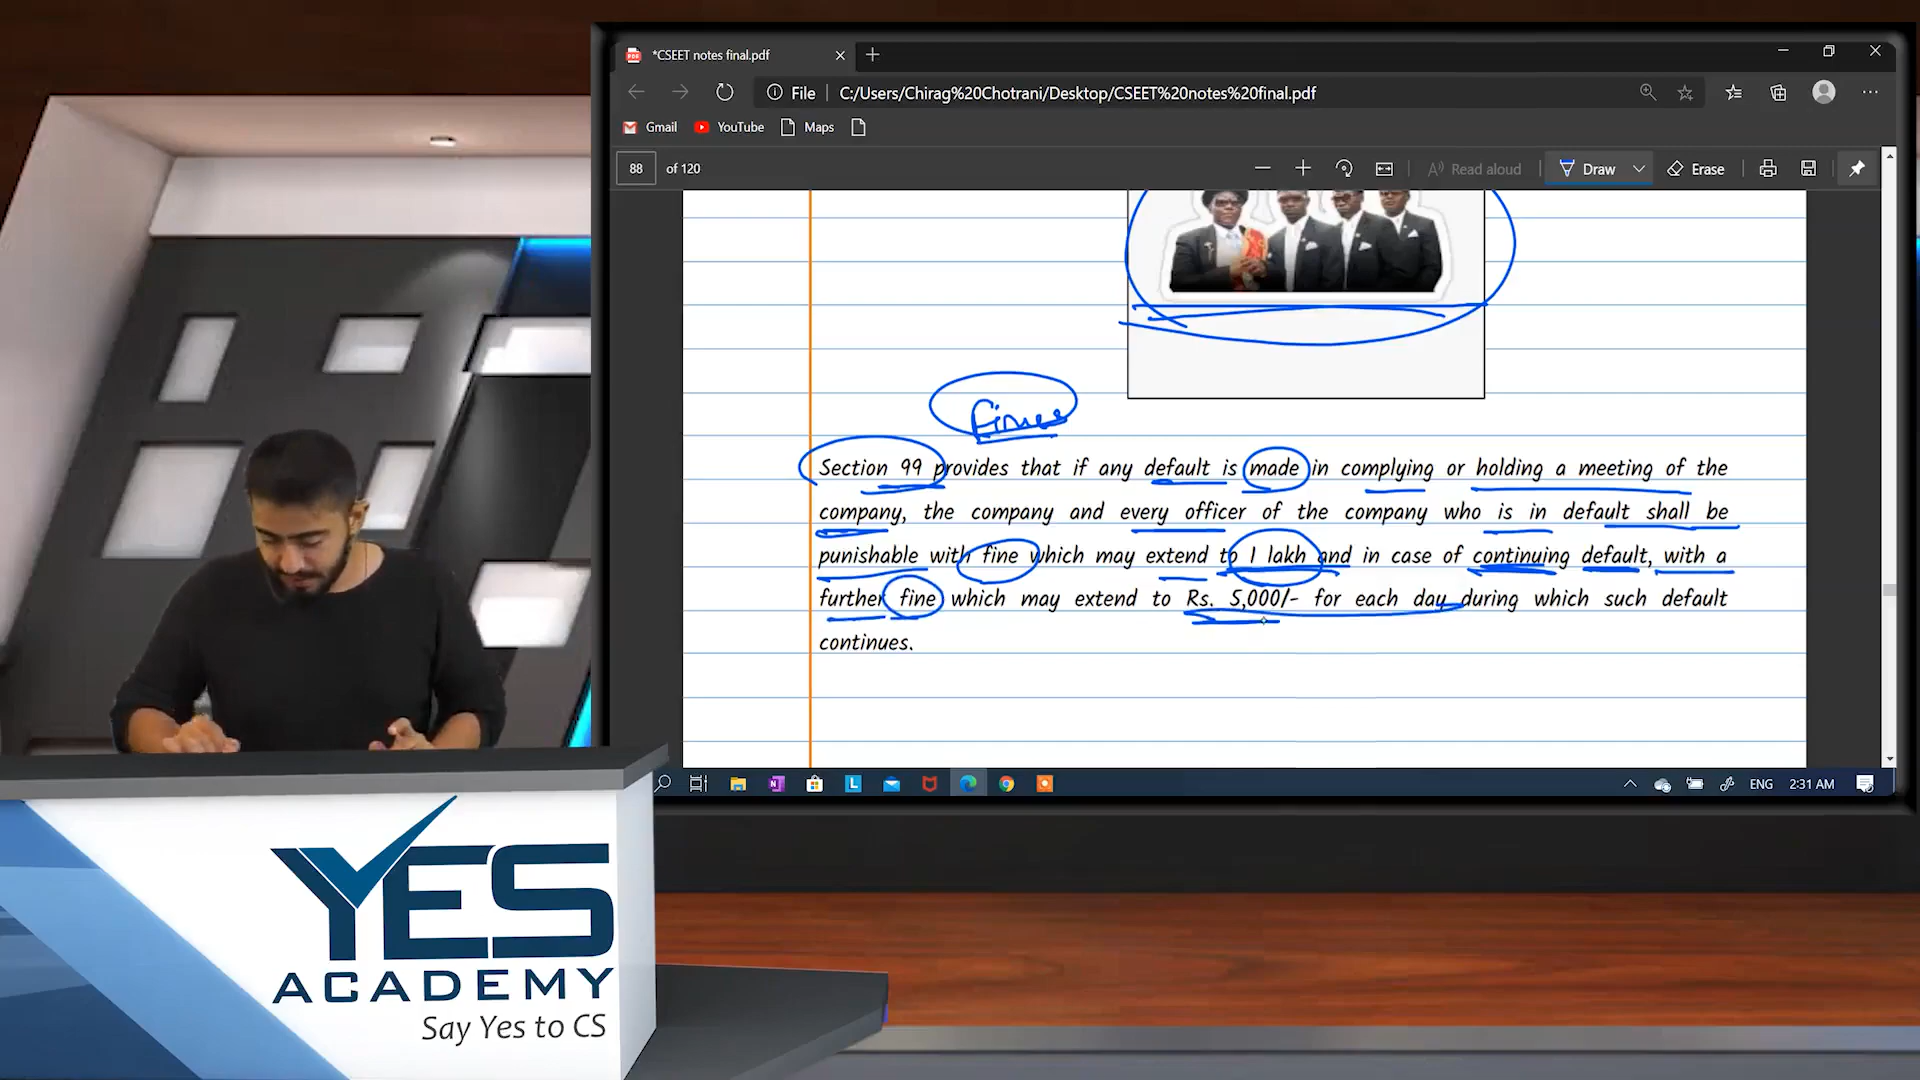 *CSEET notes final.pdf
File
C:/Users/Chirag%20Chotrani/Desktop/CSEET%20notes%20final.pdf
Gmail YouTube Maps
88 of 120
Read aloud Draw Erase
Fines
Section 99 provides that if any default is made in complying or holding a meeting of the
company, the company and every officer of the company who is in default shall be
punishable with fine which may extend to 1 lakh and in case of continuing default, with a
further fine which may extend to Rs. 5,000/- for each day during which such default
continues.
ENG 2:31 AM
YES
ACADEMY
Say Yes to CS